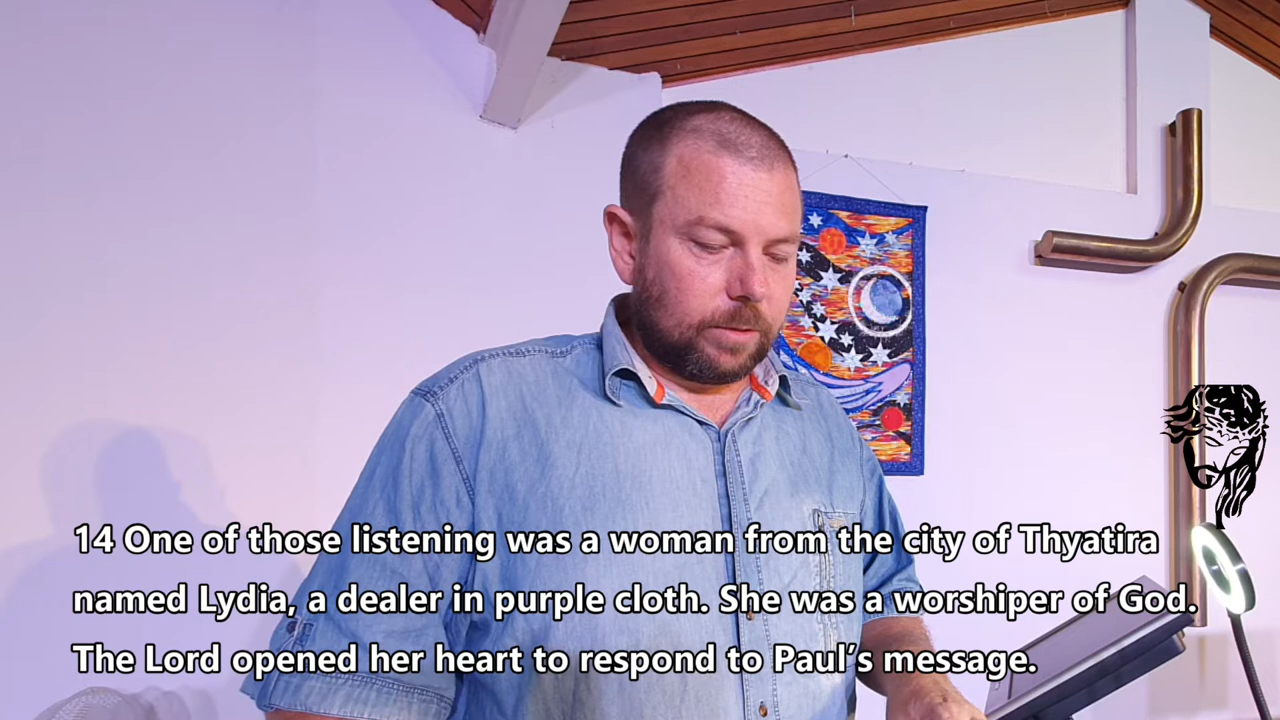 14 One of those listening was a woman from the city of Thyatira
named Lydia, a dealer in purple cloth. She was a worshiper of God.
The Lord opened her heart to respond to Paul’s message.